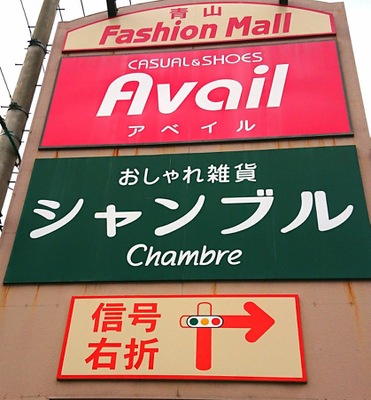 青山
Fashion Mall
CASUAL&SHOES
Avail
アベイル
おしゃれ雑貨
シャンブル
Chambre
信号
右折